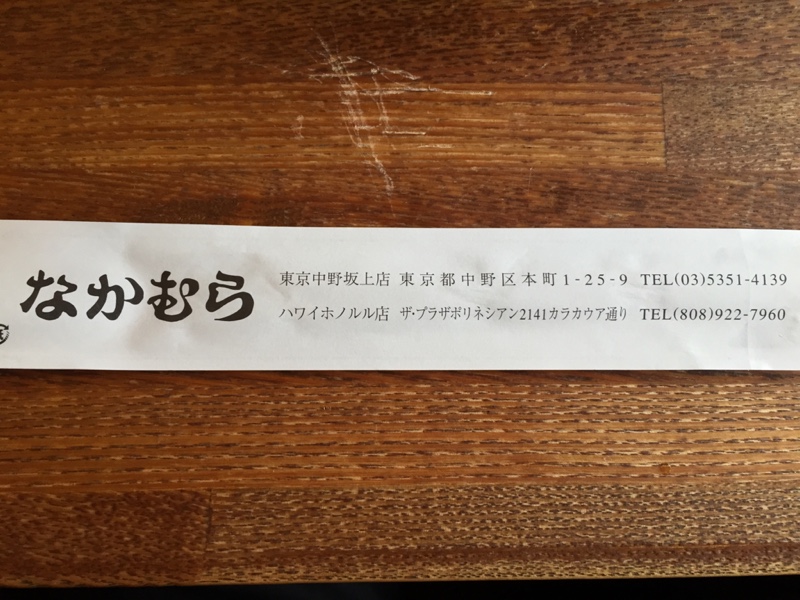 なかむら
東京中野坂上店 東京都中野区本町1-25-9 TEL(03)5351-4139
ハワイホノルル店 ザ・プラザポリネシアン2141カラカウア通り TEL(808)922-7960